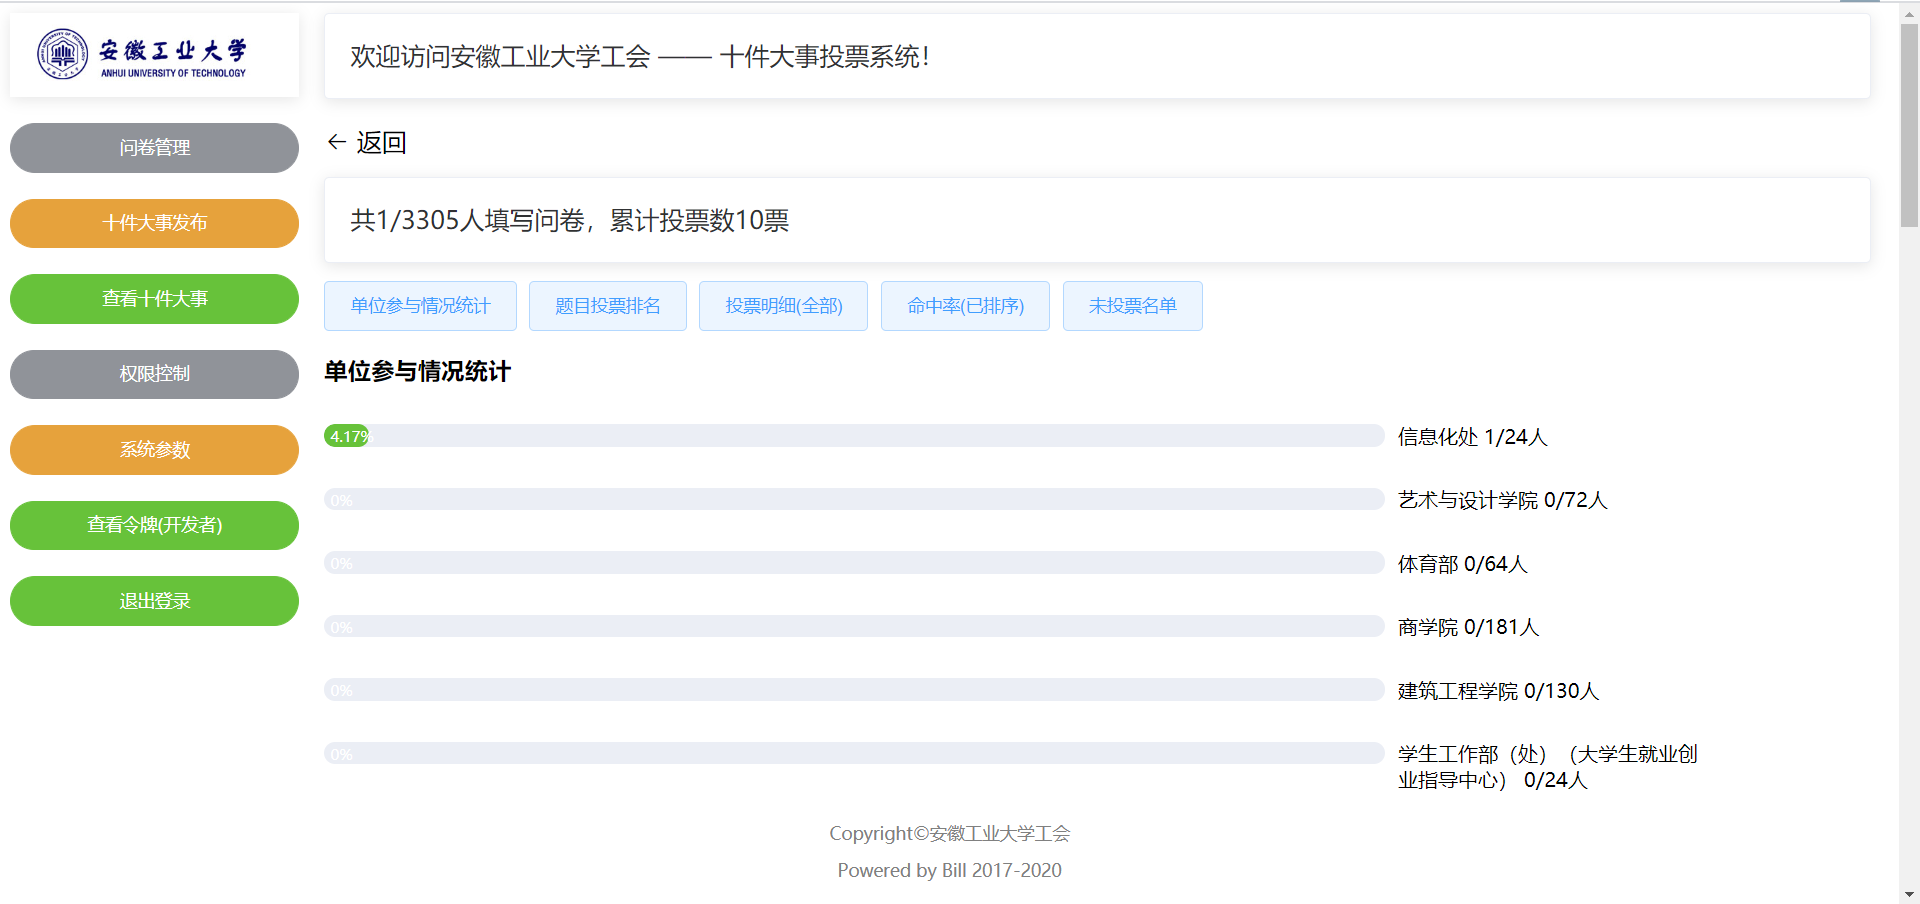 安徽工业大学
ANHUI UNIVERSITY OF TECHNOLOGY
欢迎访问安徽工业大学工会 —— 十件大事投票系统！
问卷管理
十件大事发布
查看十件大事
权限控制
系统参数
查看令牌(开发者)
退出登录
← 返回
共1/3305人填写问卷，累计投票数10票
单位参与情况统计
题目投票排名
投票明细(全部)
命中率(已排序)
未投票名单
单位参与情况统计
4.17% 信息化处 1/24人
0% 艺术与设计学院 0/72人
0% 体育部 0/64人
0% 商学院 0/181人
0% 建筑工程学院 0/130人
0% 学生工作部（处）（大学生就业创
业指导中心） 0/24人
Copyright©安徽工业大学工会
Powered by Bill 2017-2020